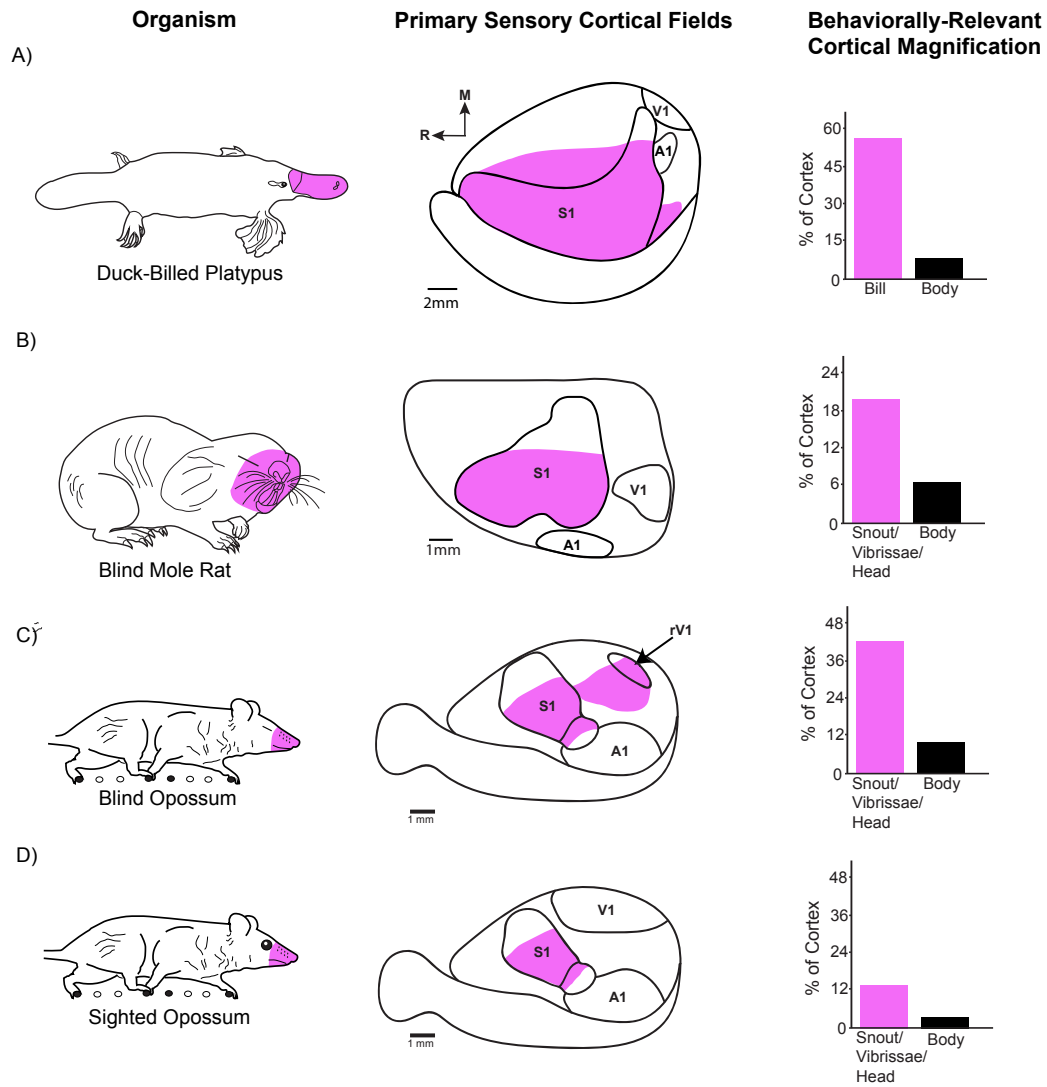 Organism
Primary Sensory Cortical Fields
Behaviorally-Relevant
Cortical Magnification
A)
M
R
V1
A1
S1
2mm
Duck-Billed Platypus
% of Cortex
60
45
30
15
0
Bill
Body
B)
S1
V1
A1
1mm
Blind Mole Rat
% of Cortex
24
18
12
6
0
Snout/
Vibrissae/
Head
Body
C)
rV1
S1
A1
1 mm
Blind Opossum
% of Cortex
48
36
24
12
0
Snout/
Vibrissae/
Head
Body
D)
V1
S1
A1
1 mm
Sighted Opossum
% of Cortex
48
36
24
12
0
Snout/
Vibrissae/
Head
Body